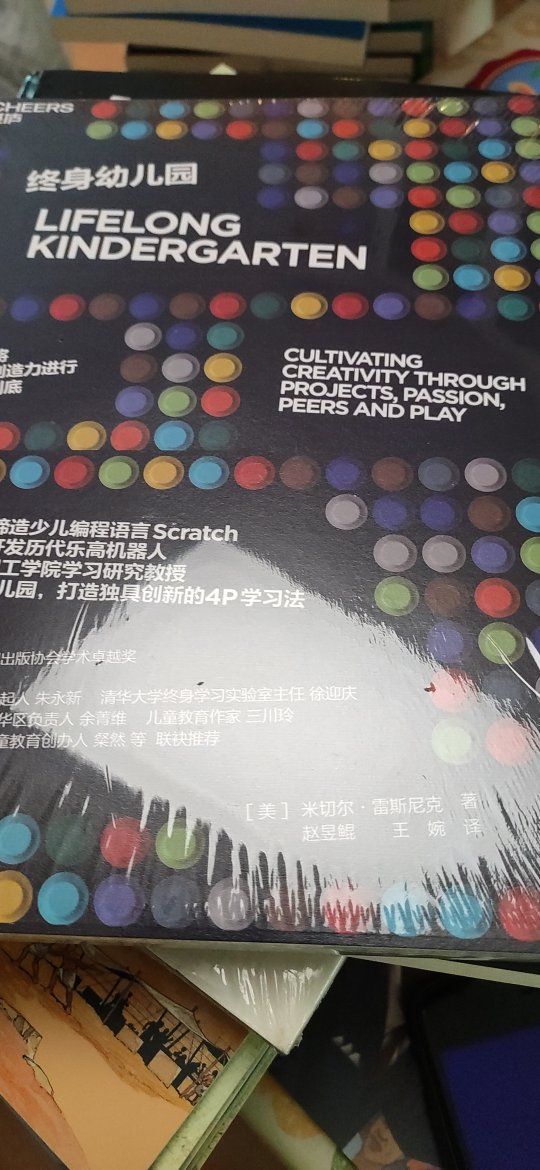 CHEERS
终身幼儿园
LIFELONG
KINDERGARTEN
创造力进行
到底
CULTIVATING
CREATIVITY THROUGH
PROJECTS, PASSION,
PEERS AND PLAY
缔造少儿编程语言 Scratch
开发历代乐高机器人
工学院学习研究教授
儿园，打造独具创新的4P学习法
出版协会学术卓越奖
起人 朱永新 清华大学终身学习实验室主任 徐迎庆
华区负责人 余菁维 儿童教育作家 三川玲
童教育创办人 粲然 等 联袂推荐
[美] 米切尔·雷斯尼克 著
赵昱鲲 王婉 译